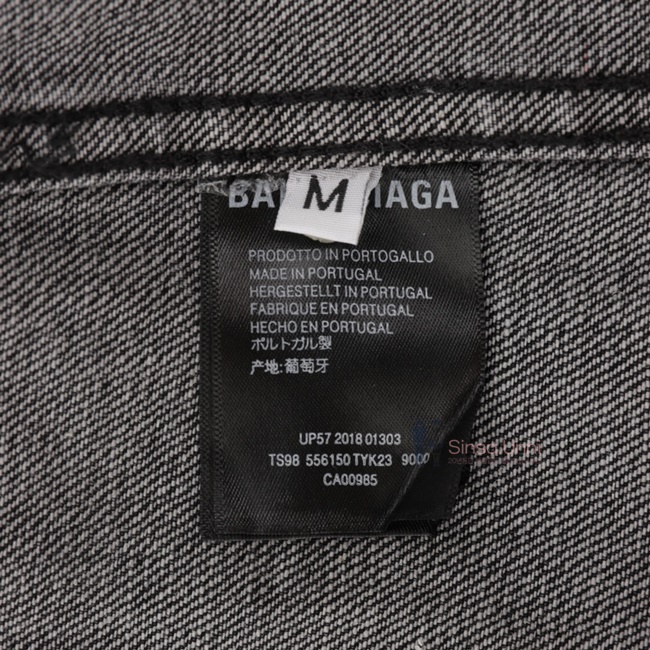 BA IAGA
M
PRODOTTO IN PORTOGALLO
MADE IN PORTUGAL
HERGESTELLT IN PORTUGAL
FABRIQUE EN PORTUGAL
HECHO EN PORTUGAL
ポルトガル製
产地:葡萄牙
UP57 2018 01303
TS98 556150 TYK23 9000
CA00985